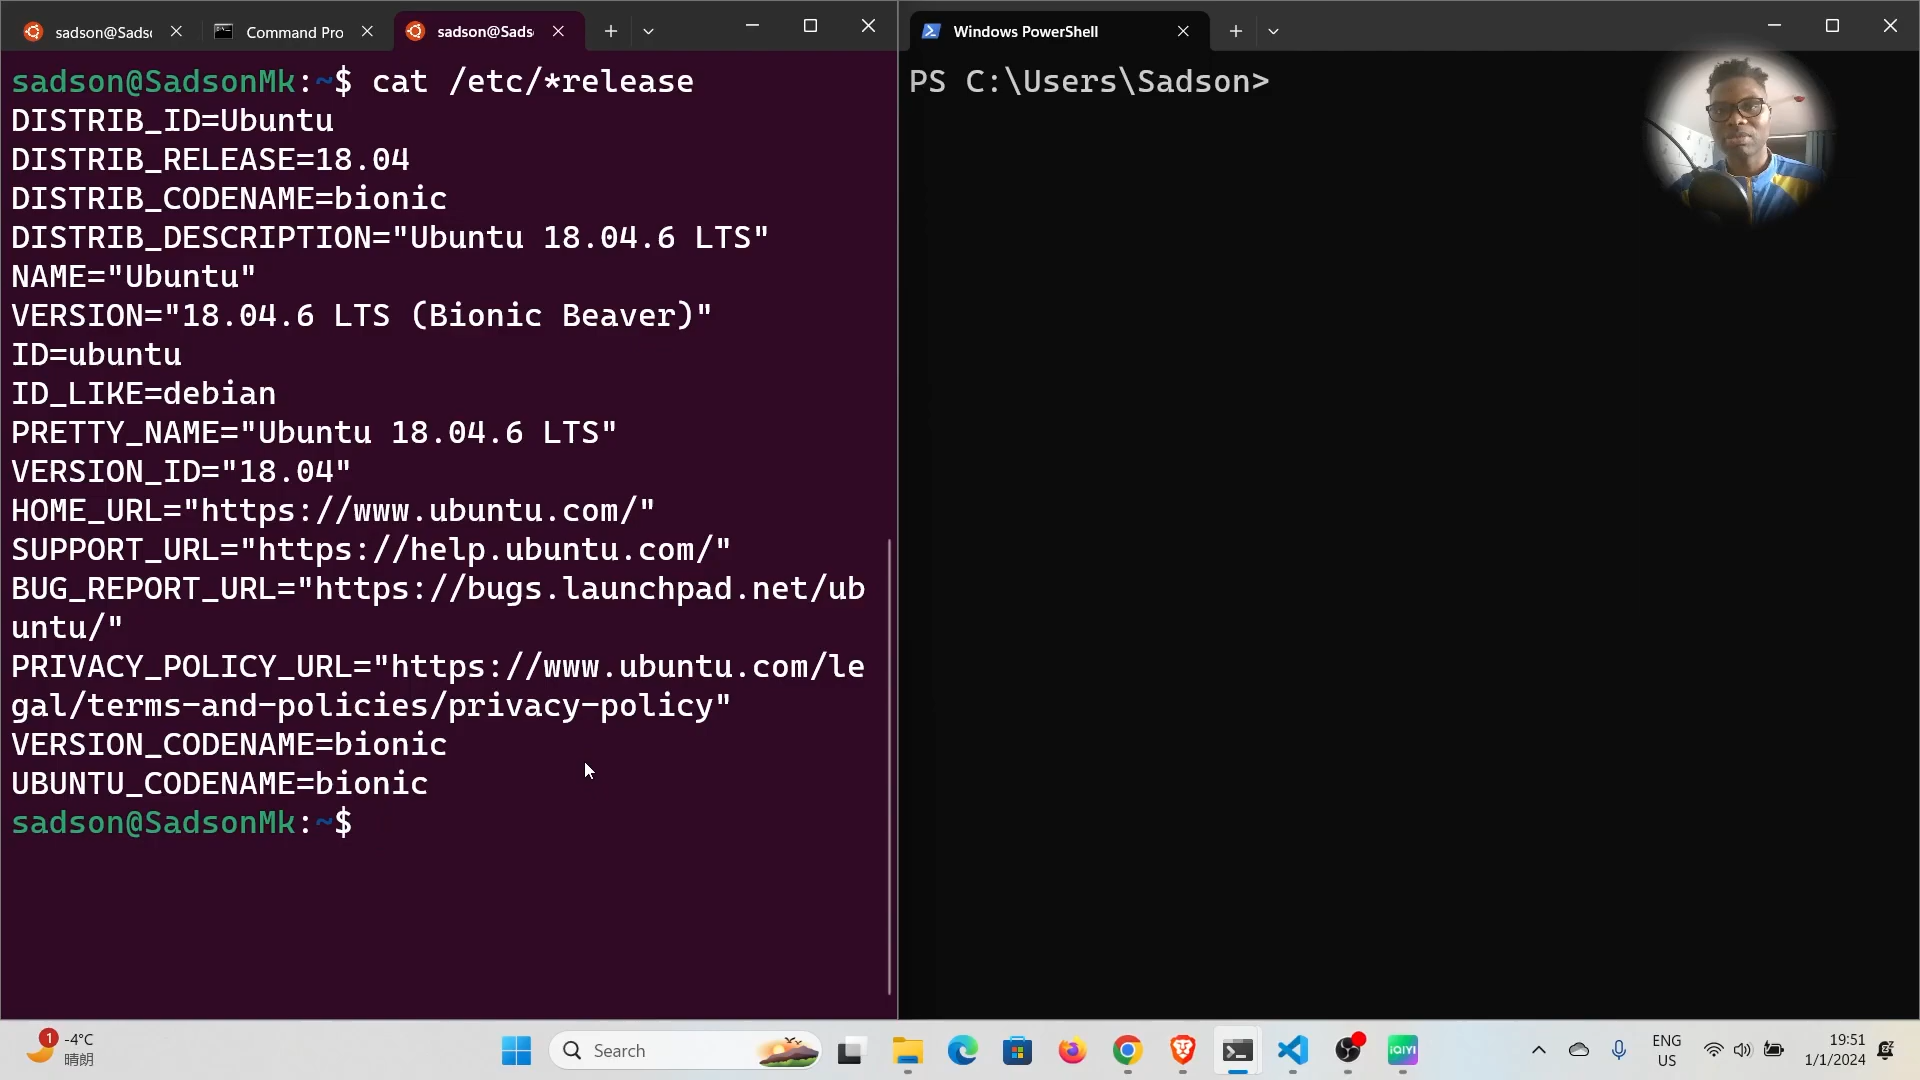 sadson@Sads
Command Pro
sadson@Sads
Windows PowerShell
sadson@SadsonMk:~$ cat /etc/*release
DISTRIB_ID=Ubuntu
DISTRIB_RELEASE=18.04
DISTRIB_CODENAME=bionic
DISTRIB_DESCRIPTION="Ubuntu 18.04.6 LTS"
NAME="Ubuntu"
VERSION="18.04.6 LTS (Bionic Beaver)"
ID=ubuntu
ID_LIKE=debian
PRETTY_NAME="Ubuntu 18.04.6 LTS"
VERSION_ID="18.04"
HOME_URL="https://www.ubuntu.com/"
SUPPORT_URL="https://help.ubuntu.com/"
BUG_REPORT_URL="https://bugs.launchpad.net/ub
untu/"
PRIVACY_POLICY_URL="https://www.ubuntu.com/le
gal/terms-and-policies/privacy-policy"
VERSION_CODENAME=bionic
UBUNTU_CODENAME=bionic
sadson@SadsonMk:~$
PS C:\Users\Sadson>
1
-4°C
晴朗
Search
iQIYI
ENG
US
19:51
1/1/2024